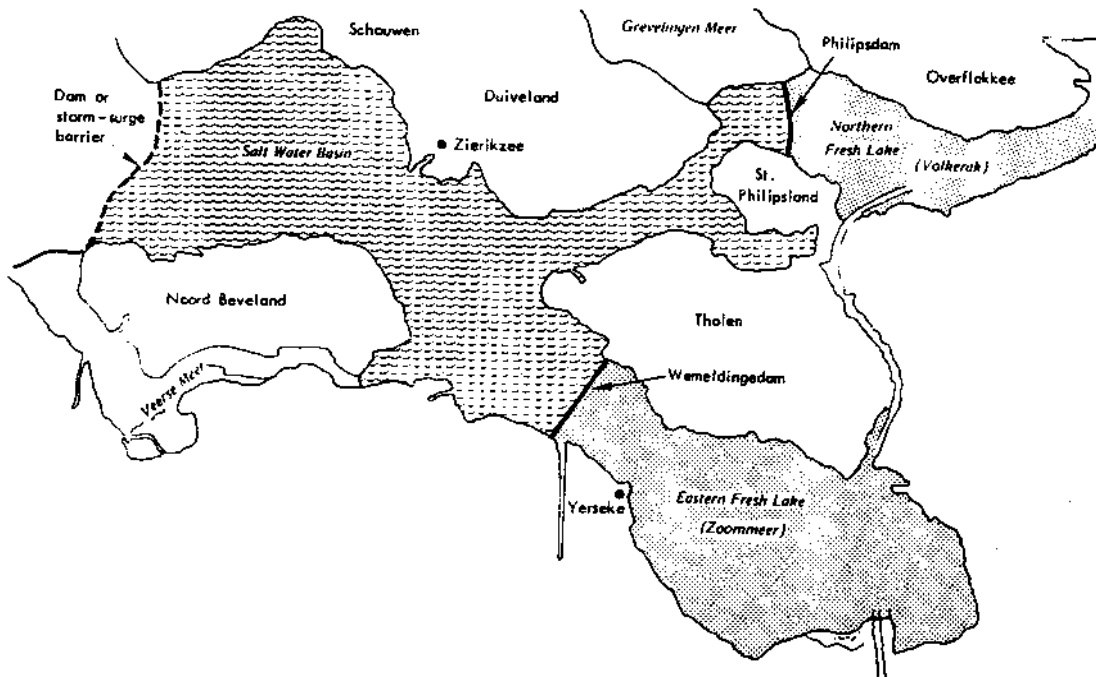 Schouwen
Grevelingen Meer
Philipsdam
Overflakkee
Dam or
storm-surge
barrier
Duiveland
Northern
Fresh Lake
(Volkerak)
Salt Water Basin
Zierikzee
St.
Philipsland
Noord Beveland
Tholen
Veerse Meer
Wemeldingedam
Yerseke
Eastern Fresh Lake
(Zoommeer)